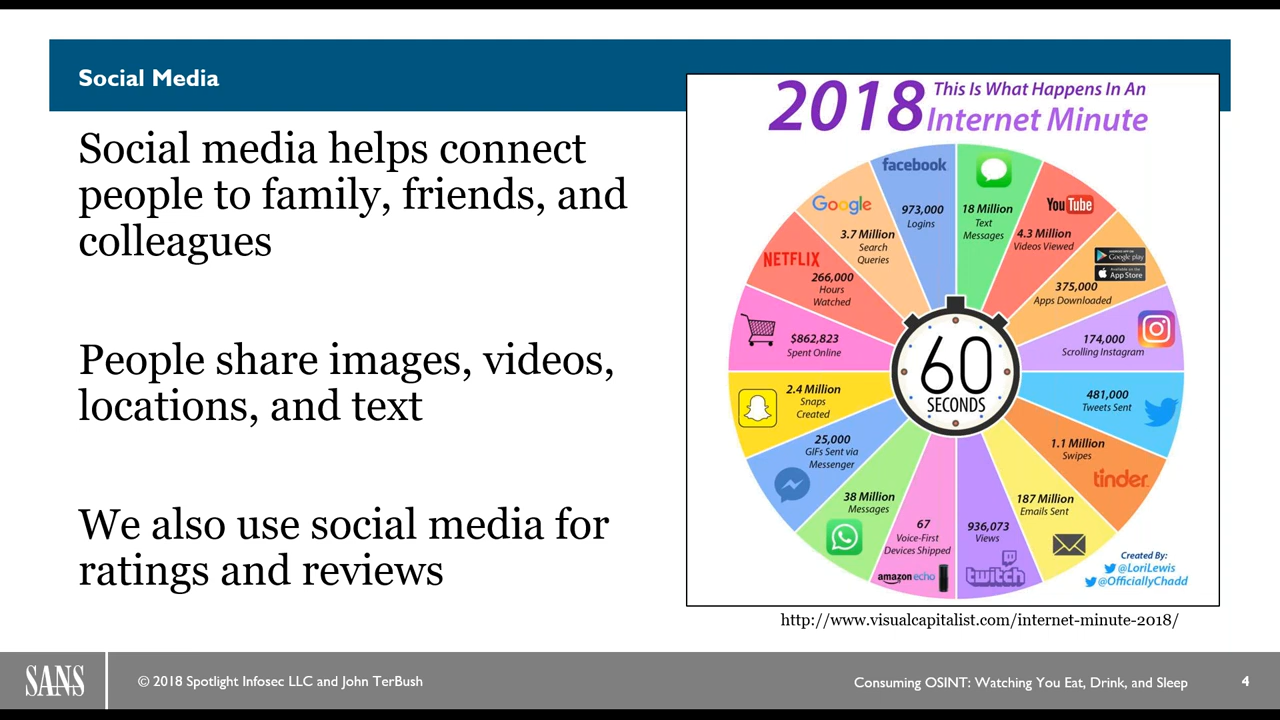 Social Media
Social media helps connect
people to family, friends, and
colleagues
People share images, videos,
locations, and text
We also use social media for
ratings and reviews
2018 This Is What Happens In An
Internet Minute
facebook
973,000
Logins
18 Million
Text
Messages
YouTube
4.3 Million
Videos Viewed
ANDROID APP ON
Google play
Available on the
App Store
375,000
Apps Downloaded
174,000
Scrolling Instagram
481,000
Tweets Sent
1.1 Million
Swipes
tinder
187 Million
Emails Sent
936,073
Views
twitch
67
Voice-First
Devices Shipped
amazon echo
38 Million
Messages
25,000
GIFs Sent via
Messenger
2.4 Million
Snaps
Created
$862,823
Spent Online
NETFLIX
266,000
Hours
Watched
Google
3.7 Million
Search
Queries
60
SECONDS
Created By:
@LoriLewis
@OfficiallyChadd
http://www.visualcapitalist.com/internet-minute-2018/
SANS
© 2018 Spotlight Infosec LLC and John TerBush
Consuming OSINT: Watching You Eat, Drink, and Sleep
4